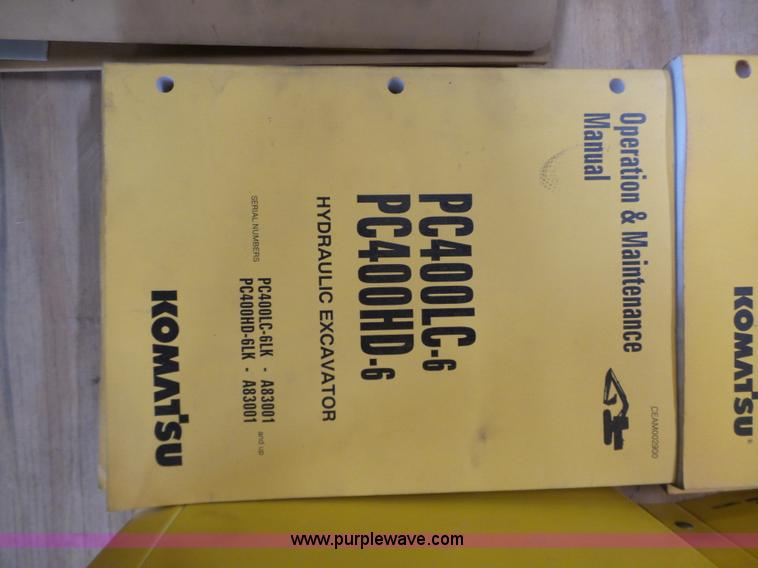 CEAM002900
Operation & Maintenance
Manual
PC400LC-6
PC400HD-6
HYDRAULIC EXCAVATOR
SERIAL NUMBERS PC400LC-6LK - A83001
PC400HD-6LK - A83001 and up
KOMATSU
KOMATSU®
www.purplewave.com